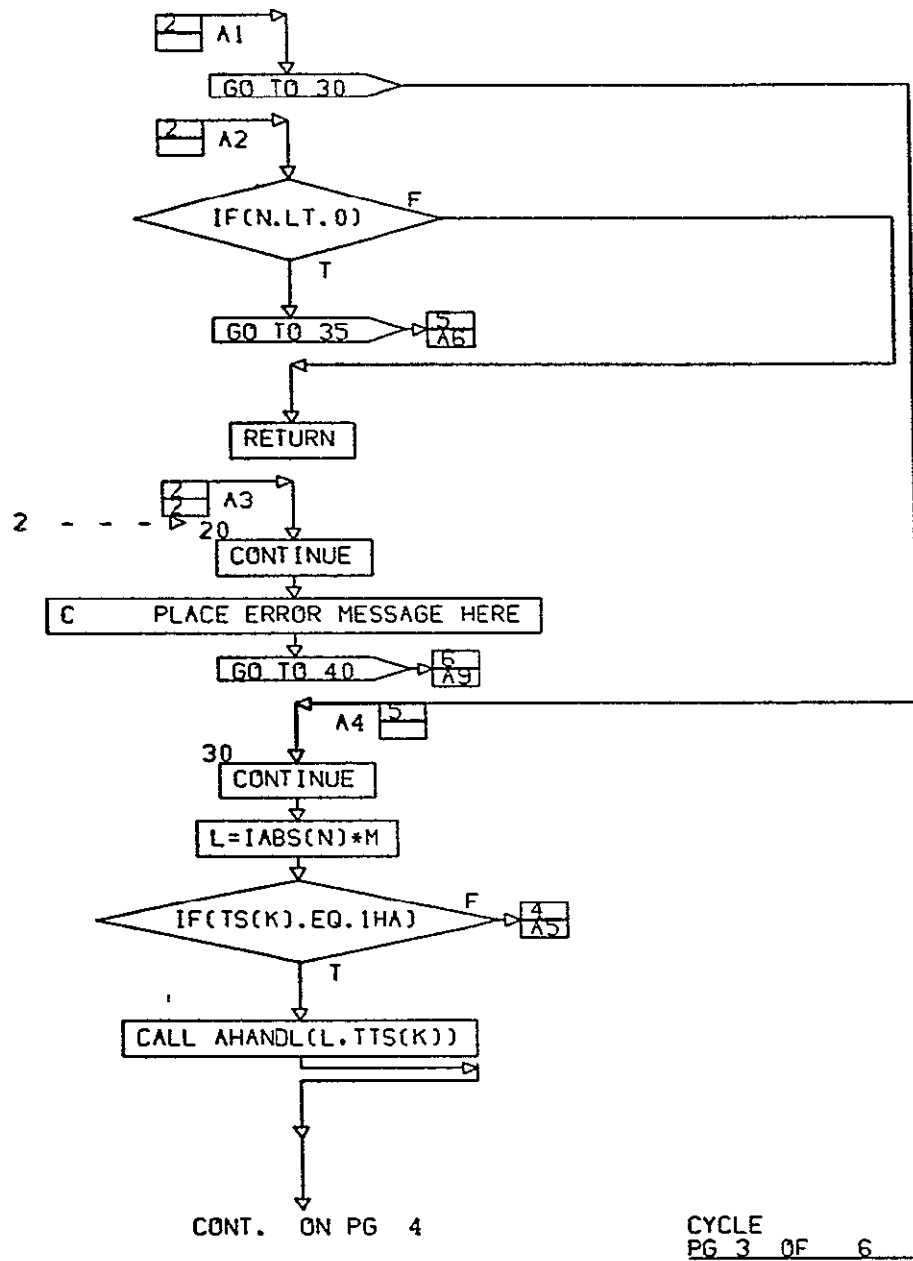 2
A1
GO TO 30
2
A2
IF(N.LT.0)
F
T
GO TO 35
5
A6
RETURN
2
2
A3
2 - - - 20
CONTINUE
C PLACE ERROR MESSAGE HERE
GO TO 40
6
A9
A4
5
30
CONTINUE
L=IABS(N)*M
IF(TS(K).EQ.1HA)
F
4
A5
T
CALL AHANDL(L.TTS(K))
CONT. ON PG 4
CYCLE
PG 3 OF 6